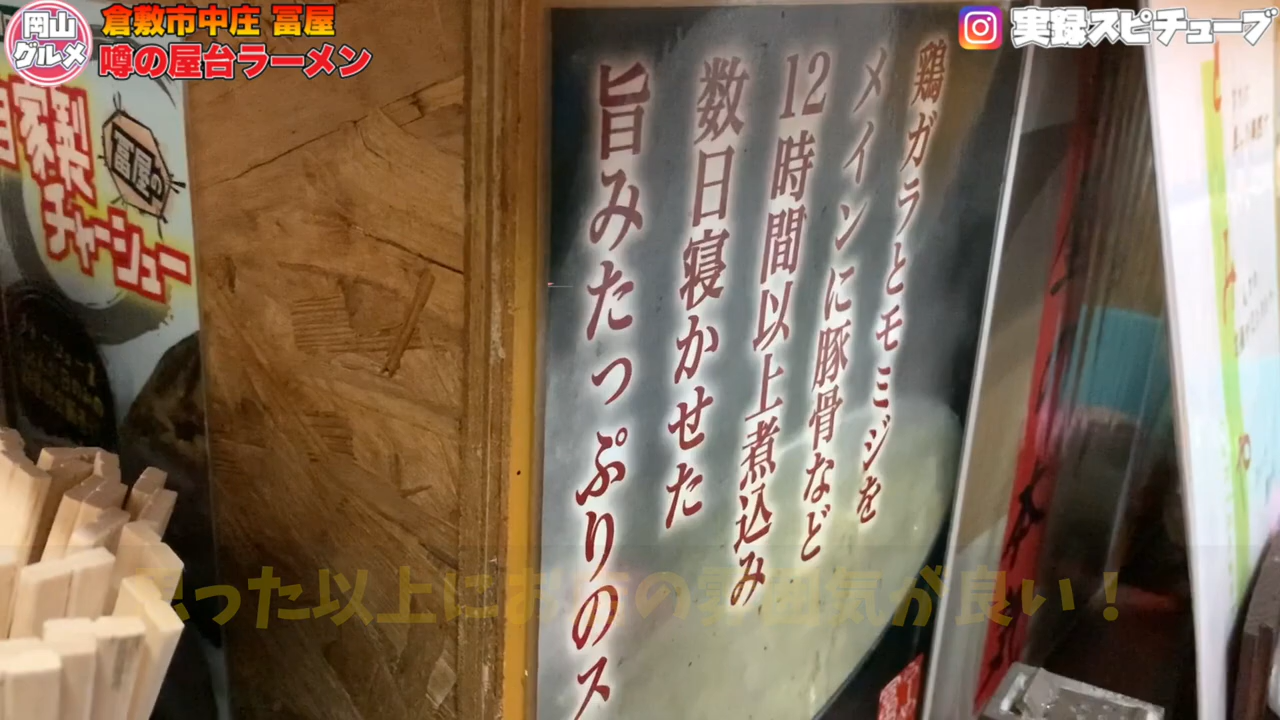 岡山
グルメ
倉敷市中庄 冨屋
噂の屋台ラーメン
実録スピチューブ
鶏ガラとモミジを
メインに豚骨など
12時間以上煮込み
数日寝かせた
旨みたっぷりのス
冨屋の
自家製
チャーシュー
思った以上にお店の雰囲気が良い！